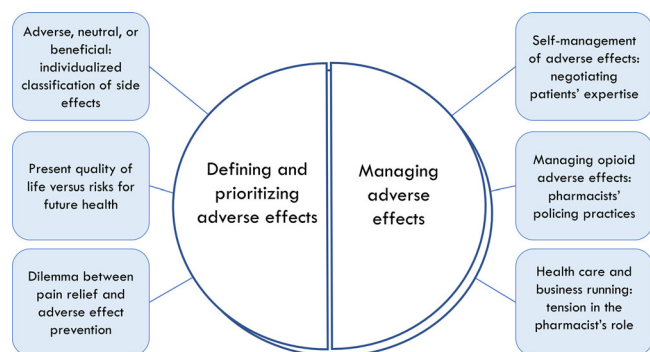 Adverse, neutral, or
beneficial:
individualized
classification of side
effects
Present quality of
life versus risks for
future health
Dilemma between
pain relief and
adverse effect
prevention
Defining and
prioritizing
adverse effects
Managing
adverse
effects
Self-management
of adverse effects:
negotiating
patients' expertise
Managing opioid
adverse effects:
pharmacists'
policing practices
Health care and
business running:
tension in the
pharmacist's role